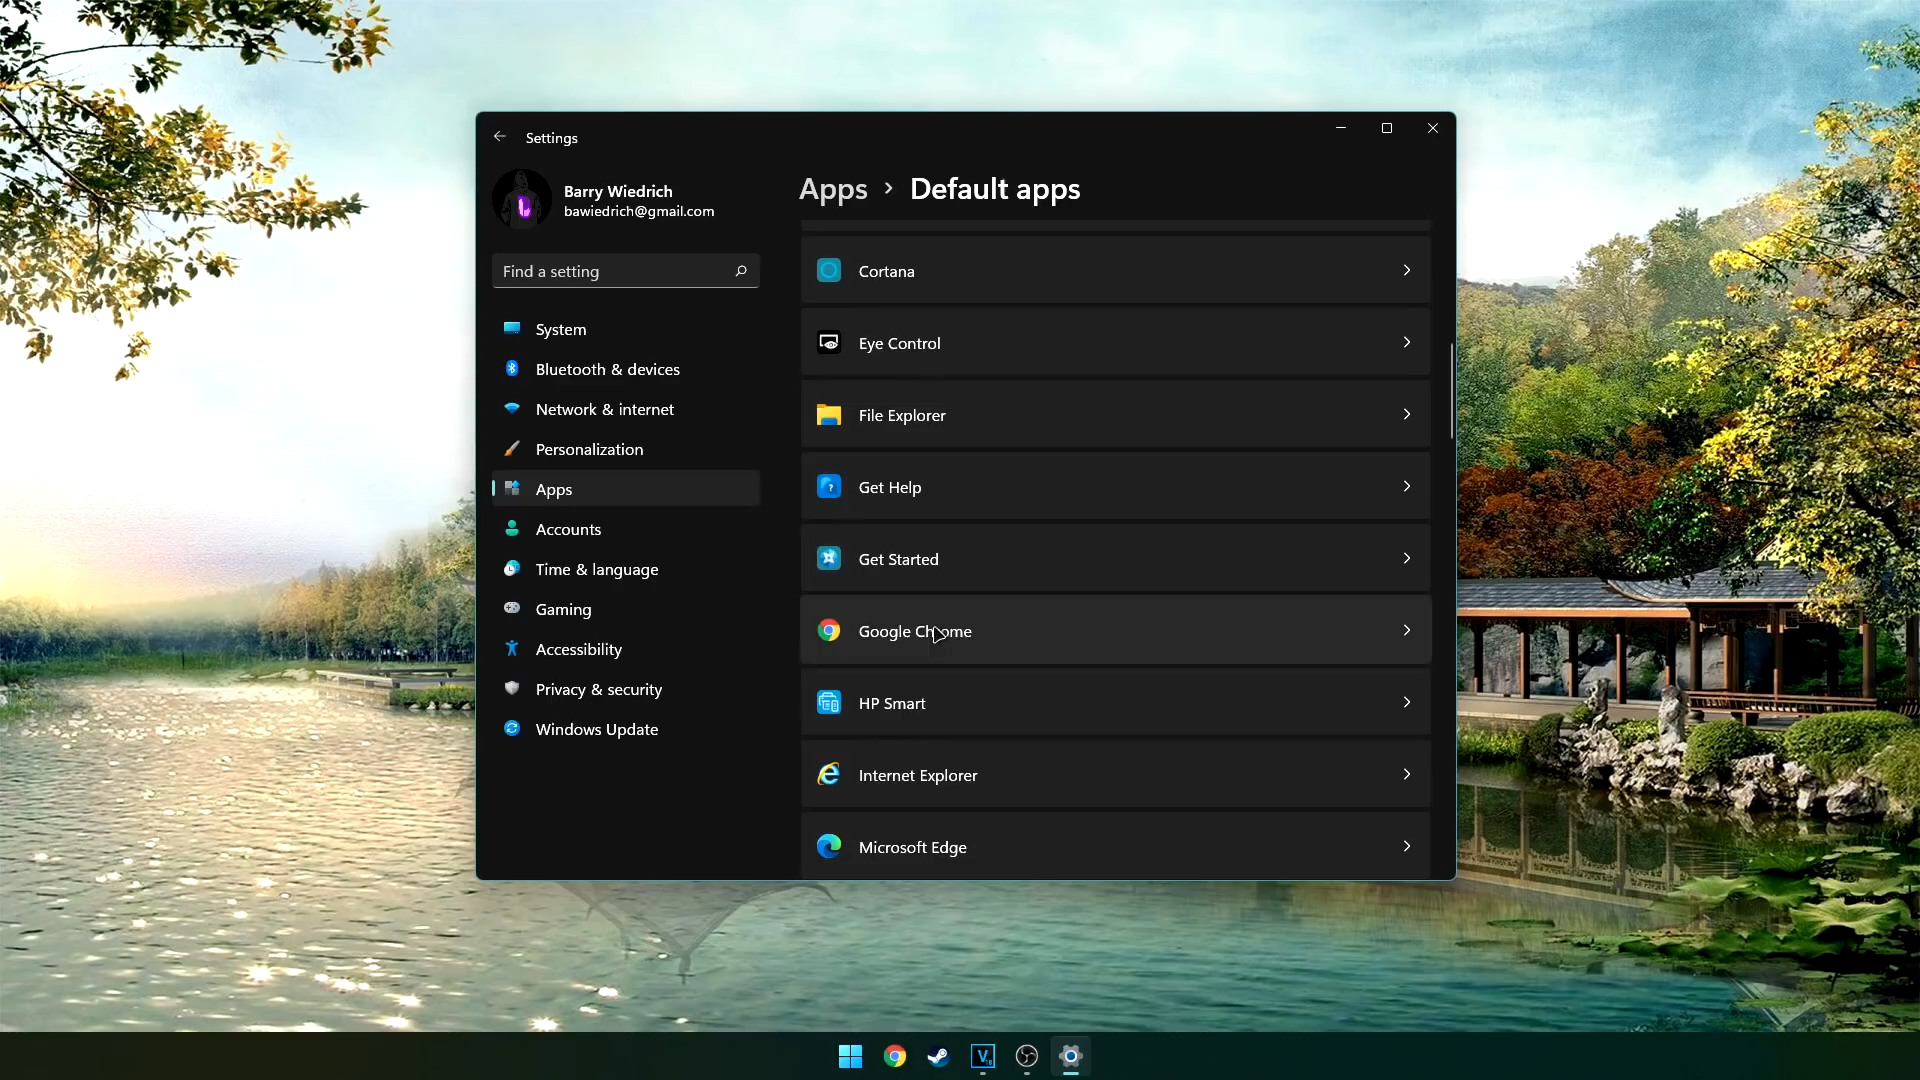 Settings
Barry Wiedrich
bawiedrich@gmail.com
Find a setting
System
Bluetooth & devices
Network & internet
Personalization
Apps
Accounts
Time & language
Gaming
Accessibility
Privacy & security
Windows Update
Apps > Default apps
Cortana
Eye Control
File Explorer
Get Help
Get Started
Google Chrome
HP Smart
Internet Explorer
Microsoft Edge